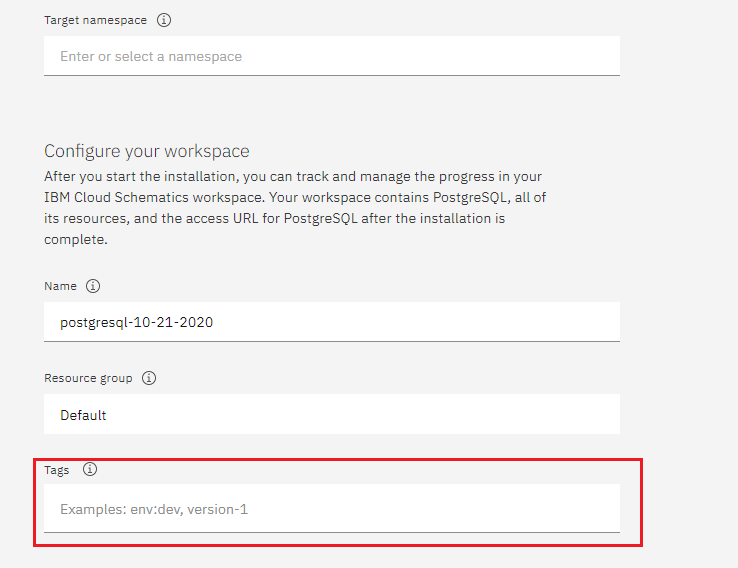 Target namespace
Enter or select a namespace
Configure your workspace
After you start the installation, you can track and manage the progress in your
IBM Cloud Schematics workspace. Your workspace contains PostgreSQL, all of
its resources, and the access URL for PostgreSQL after the installation is
complete.
Name
postgresql-10-21-2020
Resource group
Default
Tags
Examples: env:dev, version-1